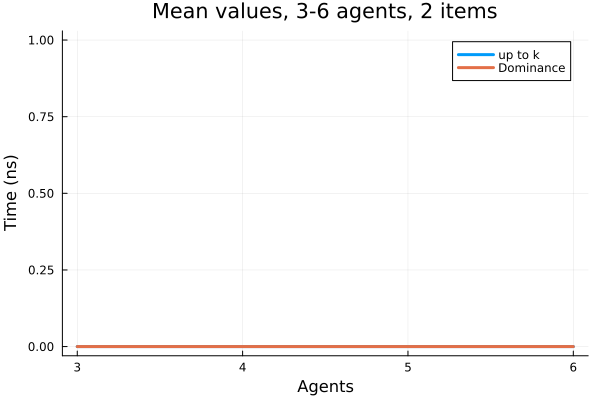 Mean values, 3-6 agents, 2 items
up to k
Dominance
Time (ns)
1.00
0.75
0.50
0.25
0.00
3
4
5
6
Agents